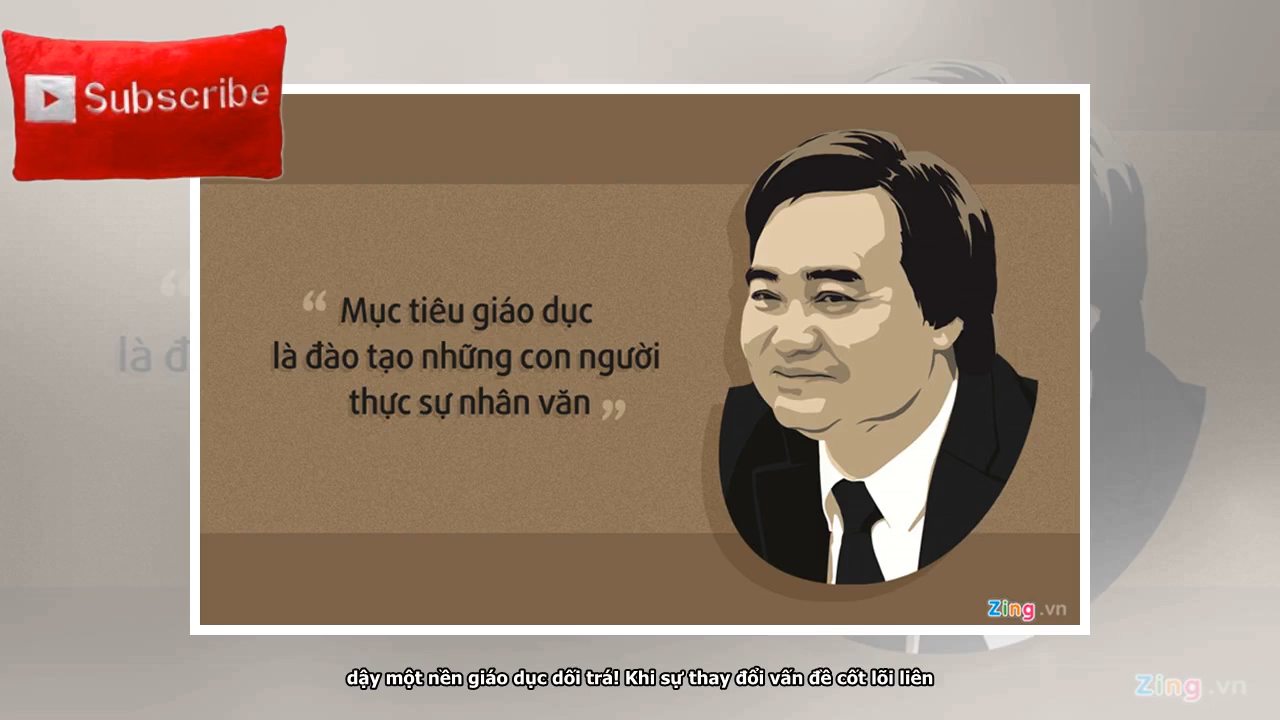 Subscribe
“ Mục tiêu giáo dục
là đào tạo những con người
thực sự nhân văn ”
Zing.vn
là đ
dậy một nền giáo dục dối trá! Khi sự thay đổi vấn đề cốt lõi liên
Zing.vn